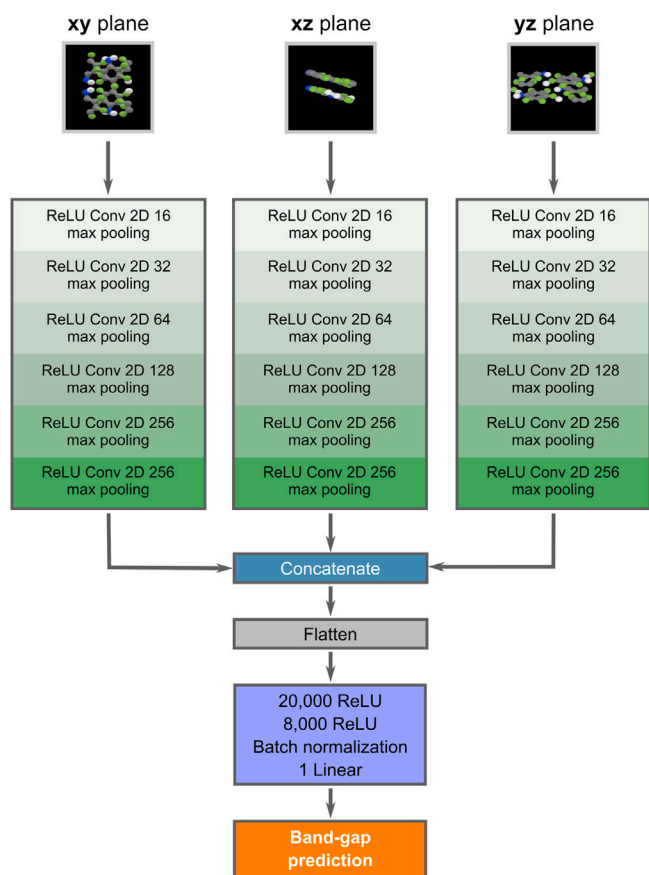 xy plane
xz plane
yz plane
ReLU Conv 2D 16
max pooling
ReLU Conv 2D 32
max pooling
ReLU Conv 2D 64
max pooling
ReLU Conv 2D 128
max pooling
ReLU Conv 2D 256
max pooling
ReLU Conv 2D 256
max pooling
ReLU Conv 2D 16
max pooling
ReLU Conv 2D 32
max pooling
ReLU Conv 2D 64
max pooling
ReLU Conv 2D 128
max pooling
ReLU Conv 2D 256
max pooling
ReLU Conv 2D 256
max pooling
ReLU Conv 2D 16
max pooling
ReLU Conv 2D 32
max pooling
ReLU Conv 2D 64
max pooling
ReLU Conv 2D 128
max pooling
ReLU Conv 2D 256
max pooling
ReLU Conv 2D 256
max pooling
Concatenate
Flatten
20,000 ReLU
8,000 ReLU
Batch normalization
1 Linear
Band-gap
prediction